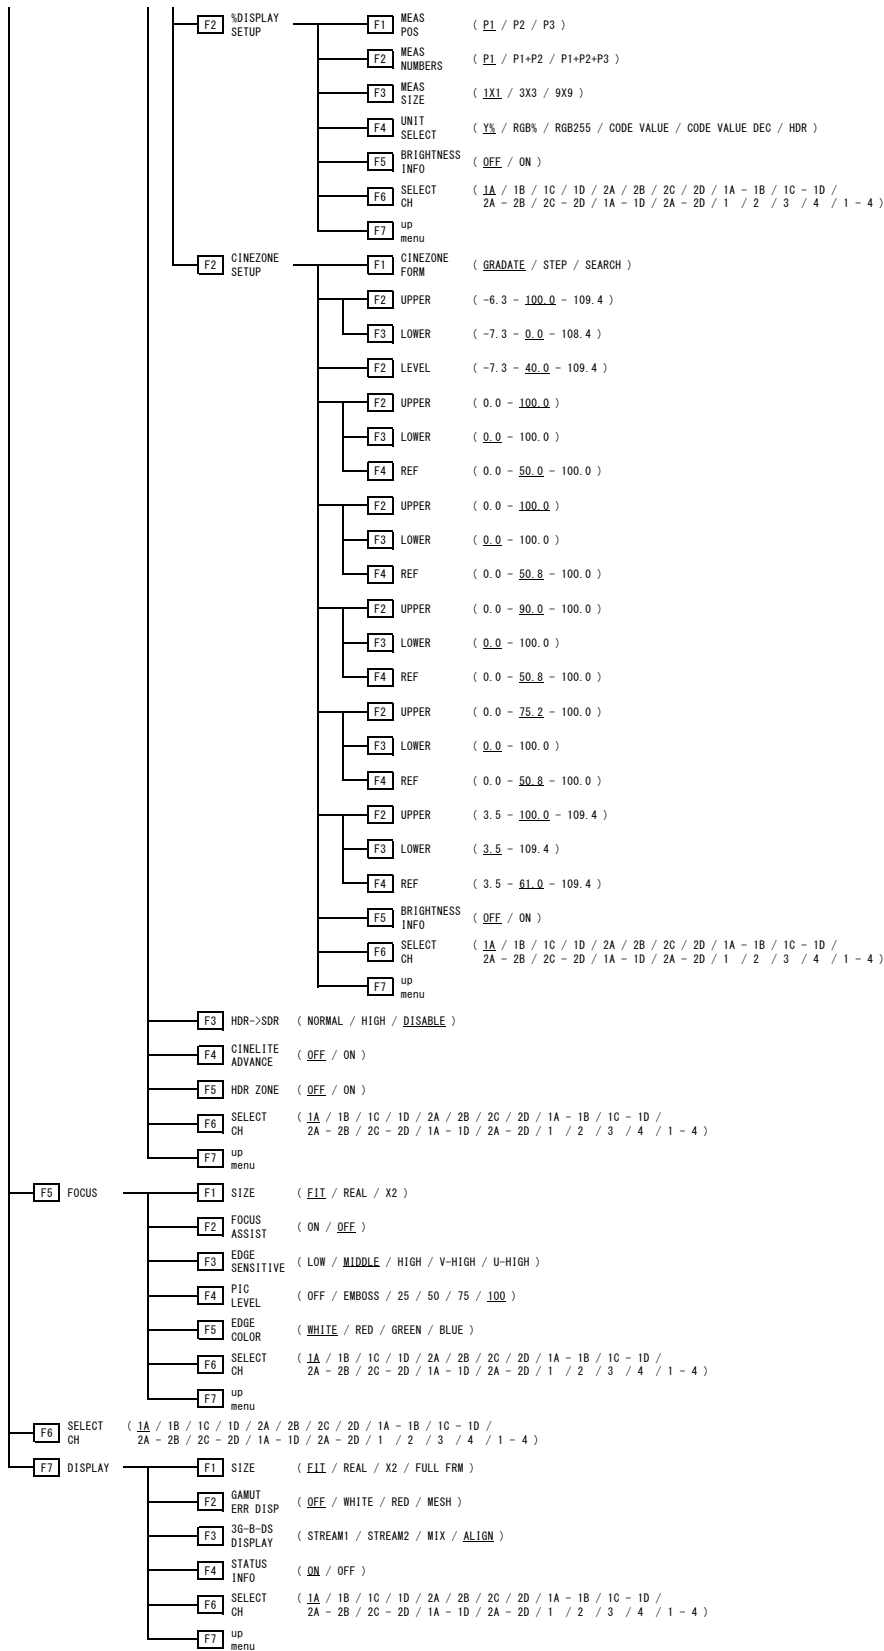 F2 %DISPLAY SETUP F1 MEAS POS ( P1 / P2 / P3 )
F2 MEAS NUMBERS ( P1 / P1+P2 / P1+P2+P3 )
F3 MEAS SIZE ( 1X1 / 3X3 / 9X9 )
F4 UNIT SELECT ( Y% / RGB% / RGB255 / CODE VALUE / CODE VALUE DEC / HDR )
F5 BRIGHTNESS INFO ( OFF / ON )
F6 SELECT CH ( 1A / 1B / 1C / 1D / 2A / 2B / 2C / 2D / 1A - 1B / 1C - 1D /
2A - 2B / 2C - 2D / 1A - 1D / 2A - 2D / 1 / 2 / 3 / 4 / 1 - 4 )
F7 up menu
F2 CINEZONE SETUP F1 CINEZONE FORM ( GRADATE / STEP / SEARCH )
F2 UPPER ( -6.3 - 100.0 - 109.4 )
F3 LOWER ( -7.3 - 0.0 - 108.4 )
F2 LEVEL ( -7.3 - 40.0 - 109.4 )
F2 UPPER ( 0.0 - 100.0 )
F3 LOWER ( 0.0 - 100.0 )
F4 REF ( 0.0 - 50.0 - 100.0 )
F2 UPPER ( 0.0 - 100.0 )
F3 LOWER ( 0.0 - 100.0 )
F4 REF ( 0.0 - 50.8 - 100.0 )
F2 UPPER ( 0.0 - 90.0 - 100.0 )
F3 LOWER ( 0.0 - 100.0 )
F4 REF ( 0.0 - 50.8 - 100.0 )
F2 UPPER ( 0.0 - 75.2 - 100.0 )
F3 LOWER ( 0.0 - 100.0 )
F4 REF ( 0.0 - 50.8 - 100.0 )
F2 UPPER ( 3.5 - 100.0 - 109.4 )
F3 LOWER ( 3.5 - 109.4 )
F4 REF ( 3.5 - 61.0 - 109.4 )
F5 BRIGHTNESS INFO ( OFF / ON )
F6 SELECT CH ( 1A / 1B / 1C / 1D / 2A / 2B / 2C / 2D / 1A - 1B / 1C - 1D /
2A - 2B / 2C - 2D / 1A - 1D / 2A - 2D / 1 / 2 / 3 / 4 / 1 - 4 )
F7 up menu
F3 HDR->SDR ( NORMAL / HIGH / DISABLE )
F4 CINELITE ADVANCE ( OFF / ON )
F5 HDR ZONE ( OFF / ON )
F6 SELECT CH ( 1A / 1B / 1C / 1D / 2A / 2B / 2C / 2D / 1A - 1B / 1C - 1D /
2A - 2B / 2C - 2D / 1A - 1D / 2A - 2D / 1 / 2 / 3 / 4 / 1 - 4 )
F7 up menu
F5 FOCUS F1 SIZE ( FIT / REAL / X2 )
F2 FOCUS ASSIST ( ON / OFF )
F3 EDGE SENSITIVE ( LOW / MIDDLE / HIGH / V-HIGH / U-HIGH )
F4 PIC LEVEL ( OFF / EMBOSS / 25 / 50 / 75 / 100 )
F5 EDGE COLOR ( WHITE / RED / GREEN / BLUE )
F6 SELECT CH ( 1A / 1B / 1C / 1D / 2A / 2B / 2C / 2D / 1A - 1B / 1C - 1D /
2A - 2B / 2C - 2D / 1A - 1D / 2A - 2D / 1 / 2 / 3 / 4 / 1 - 4 )
F7 up menu
F6 SELECT CH ( 1A / 1B / 1C / 1D / 2A / 2B / 2C / 2D / 1A - 1B / 1C - 1D /
2A - 2B / 2C - 2D / 1A - 1D / 2A - 2D / 1 / 2 / 3 / 4 / 1 - 4 )
F7 DISPLAY F1 SIZE ( FIT / REAL / X2 / FULL FRM )
F2 GAMUT ERR DISP ( OFF / WHITE / RED / MESH )
F3 3G-B-DS DISPLAY ( STREAM1 / STREAM2 / MIX / ALIGN )
F4 STATUS INFO ( ON / OFF )
F6 SELECT CH ( 1A / 1B / 1C / 1D / 2A / 2B / 2C / 2D / 1A - 1B / 1C - 1D /
2A - 2B / 2C - 2D / 1A - 1D / 2A - 2D / 1 / 2 / 3 / 4 / 1 - 4 )
F7 up menu